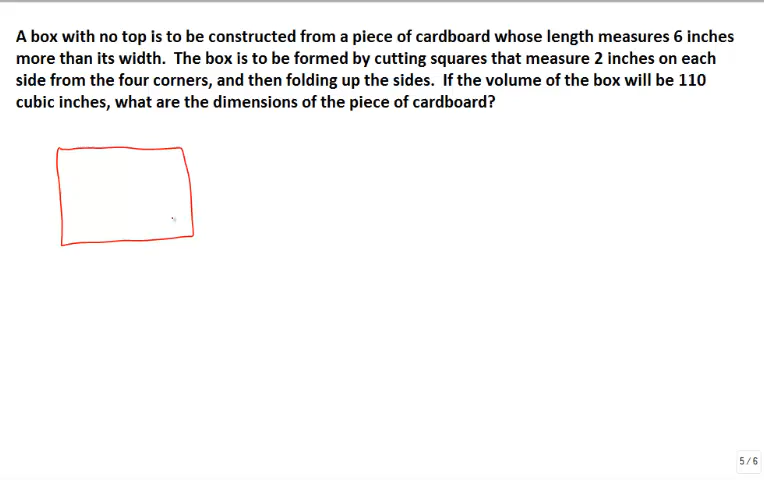 A box with no top is to be constructed from a piece of cardboard whose length measures 6 inches
more than its width.  The box is to be formed by cutting squares that measure 2 inches on each
side from the four corners, and then folding up the sides.  If the volume of the box will be 110
cubic inches, what are the dimensions of the piece of cardboard?
5 / 6